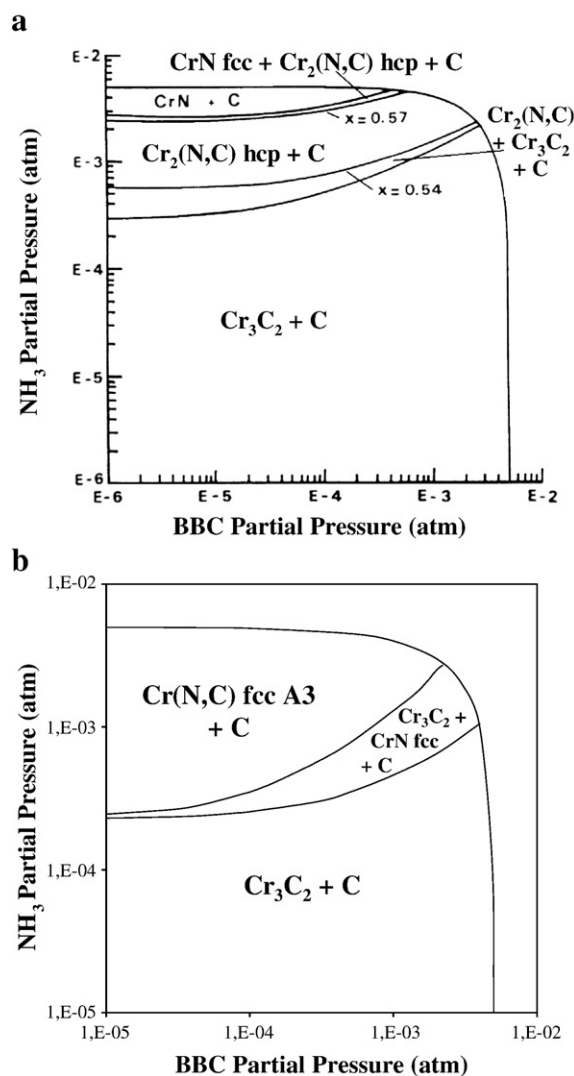 a
E-2
E-3
E-4
E-5
E-6
NH₃ Partial Pressure (atm)
CrN fcc + Cr₂(N,C) hcp + C
CrN + C
x = 0.57
Cr₂(N,C) hcp + C
Cr₂(N,C)
+ Cr₃C₂
+ C
x = 0.54
Cr₃C₂ + C
E-6
E-5
E-4
E-3
E-2
BBC Partial Pressure (atm)
b
1,E-02
1,E-03
1,E-04
1,E-05
NH₃ Partial Pressure (atm)
Cr(N,C) fcc A3
+ C
Cr₃C₂ +
CrN fcc
+ C
Cr₃C₂ + C
1,E-05
1,E-04
1,E-03
1,E-02
BBC Partial Pressure (atm)